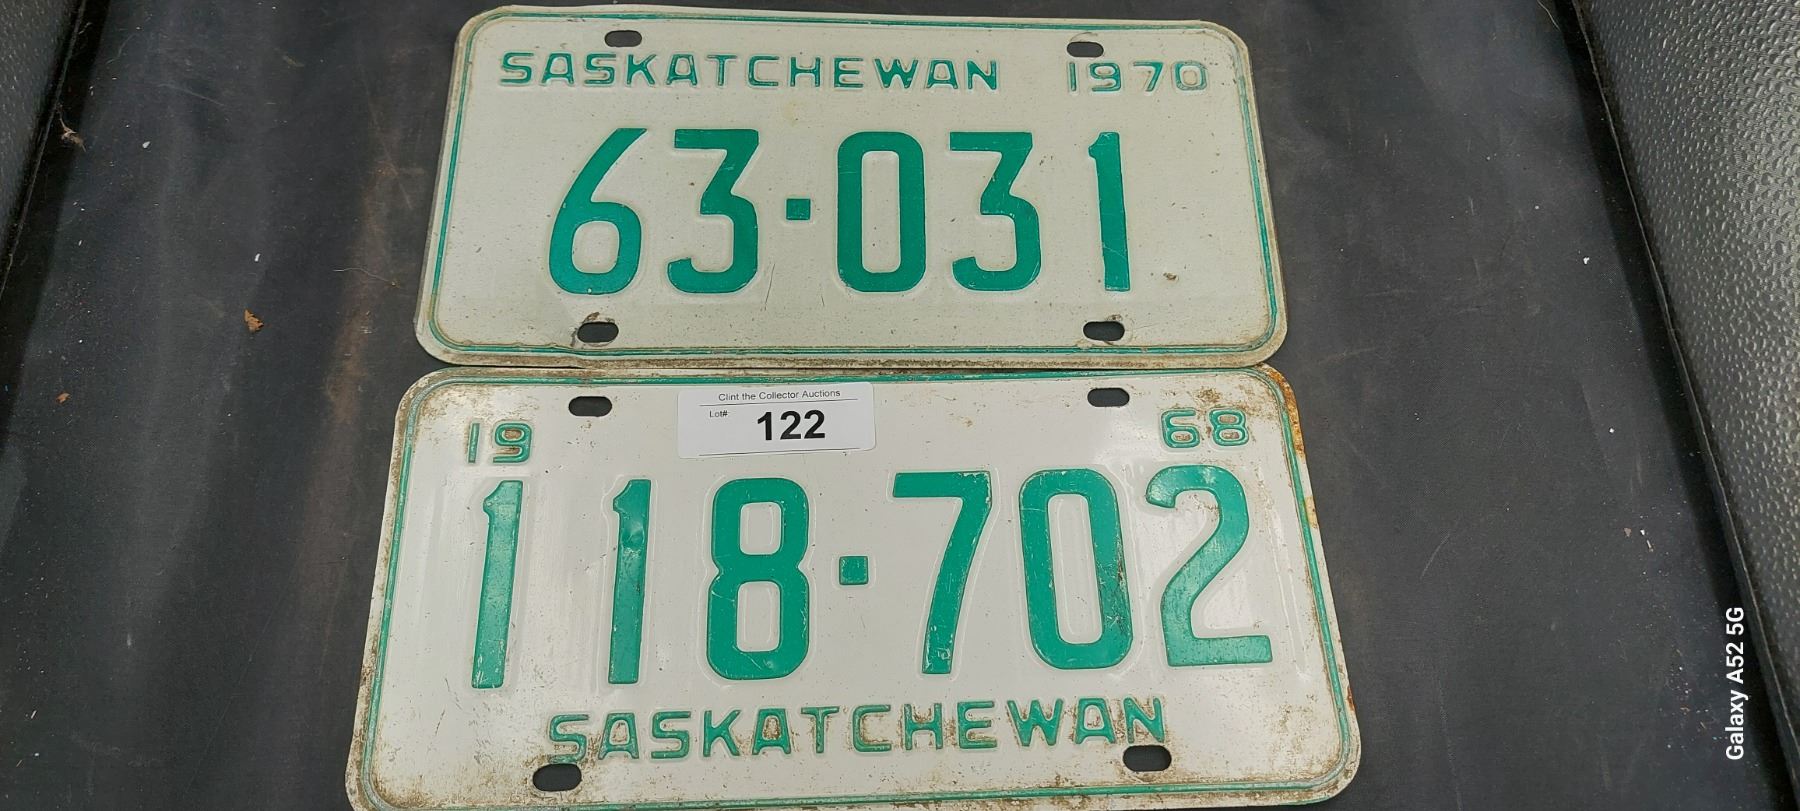 SASKATCHEWAN 1970
63·031
Clint the Collector Auctions
Lot#: 122
19 68
118·702
SASKATCHEWAN
Galaxy A52 5G